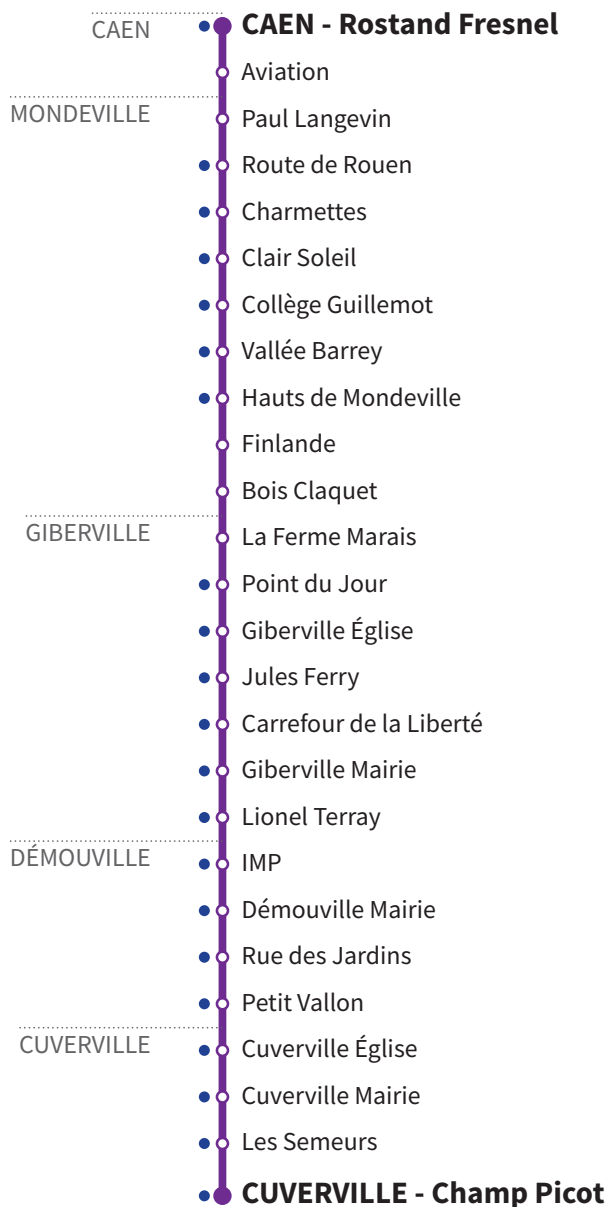 CAEN
CAEN - Rostand Fresnel
Aviation
MONDEVILLE
Paul Langevin
Route de Rouen
Charmettes
Clair Soleil
Collège Guillemot
Vallée Barrey
Hauts de Mondeville
Finlande
Bois Claquet
GIBERVILLE
La Ferme Marais
Point du Jour
Giberville Église
Jules Ferry
Carrefour de la Liberté
Giberville Mairie
Lionel Terray
DÉMOUVILLE
IMP
Démouville Mairie
Rue des Jardins
Petit Vallon
CUVERVILLE
Cuverville Église
Cuverville Mairie
Les Semeurs
CUVERVILLE - Champ Picot